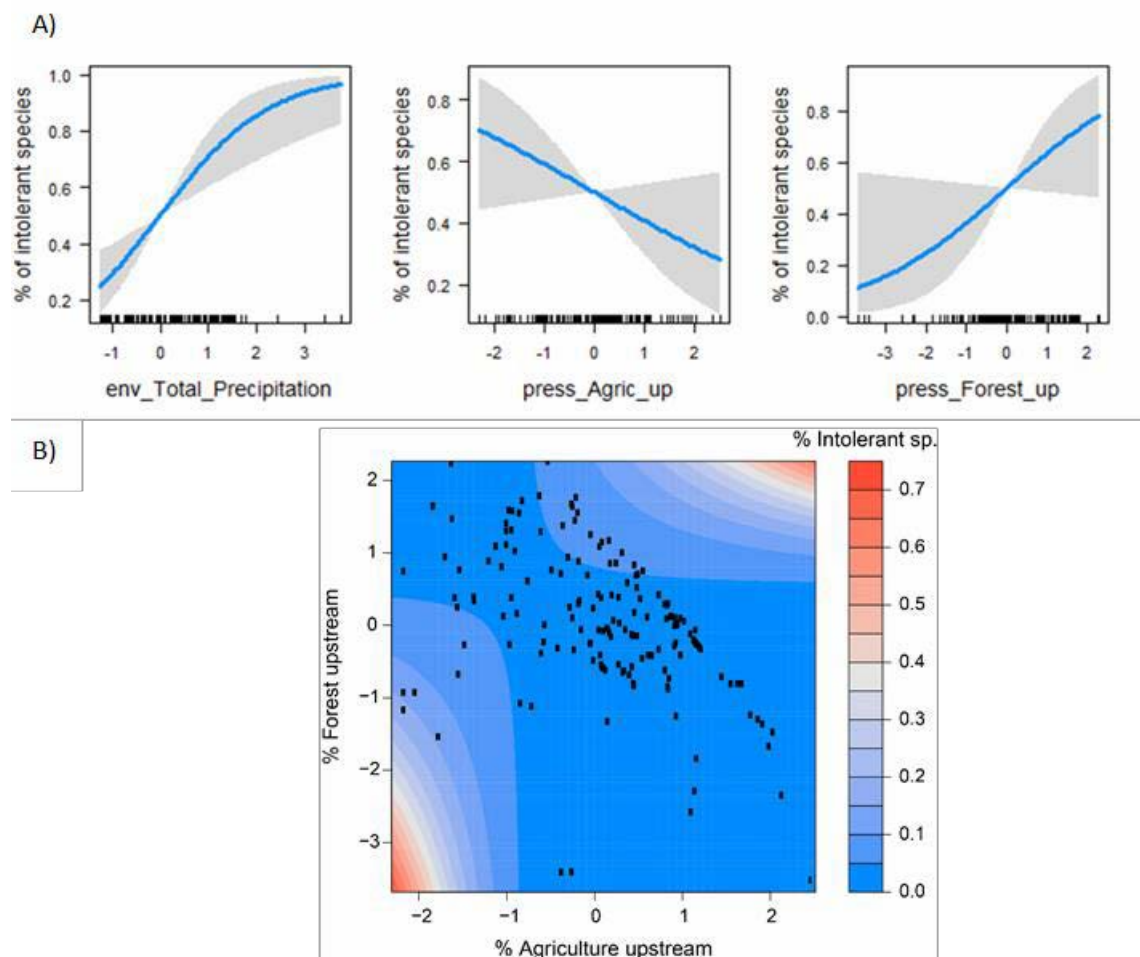 A)
% of intolerant species
1.0
0.8
0.6
0.4
0.2
-1 0 1 2 3
env_Total_Precipitation
% of intolerant species
0.8
0.6
0.4
0.2
-2 -1 0 1 2
press_Agric_up
% of intolerant species
0.8
0.6
0.4
0.2
0.0
-3 -2 -1 0 1 2
press_Forest_up
B)
% Intolerant sp.
% Forest upstream
2
1
0
−1
−2
−3
−2 −1 0 1 2
% Agriculture upstream
0.7
0.6
0.5
0.4
0.3
0.2
0.1
0.0